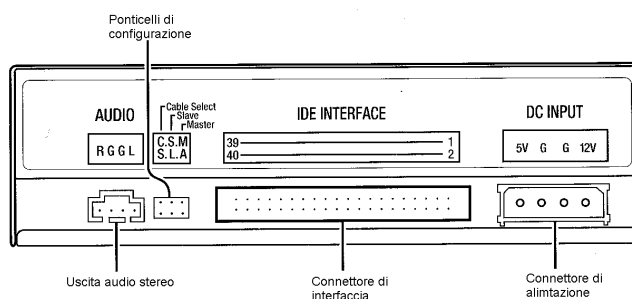 Ponticelli di
configurazione
AUDIO
Cable Select
Slave
Master
IDE INTERFACE
DC INPUT
R G G L
C.S.M
S.L.A
39 1
40 2
5V G G 12V
Uscita audio stereo
Connettore di
interfaccia
Connettore di
alimtazione